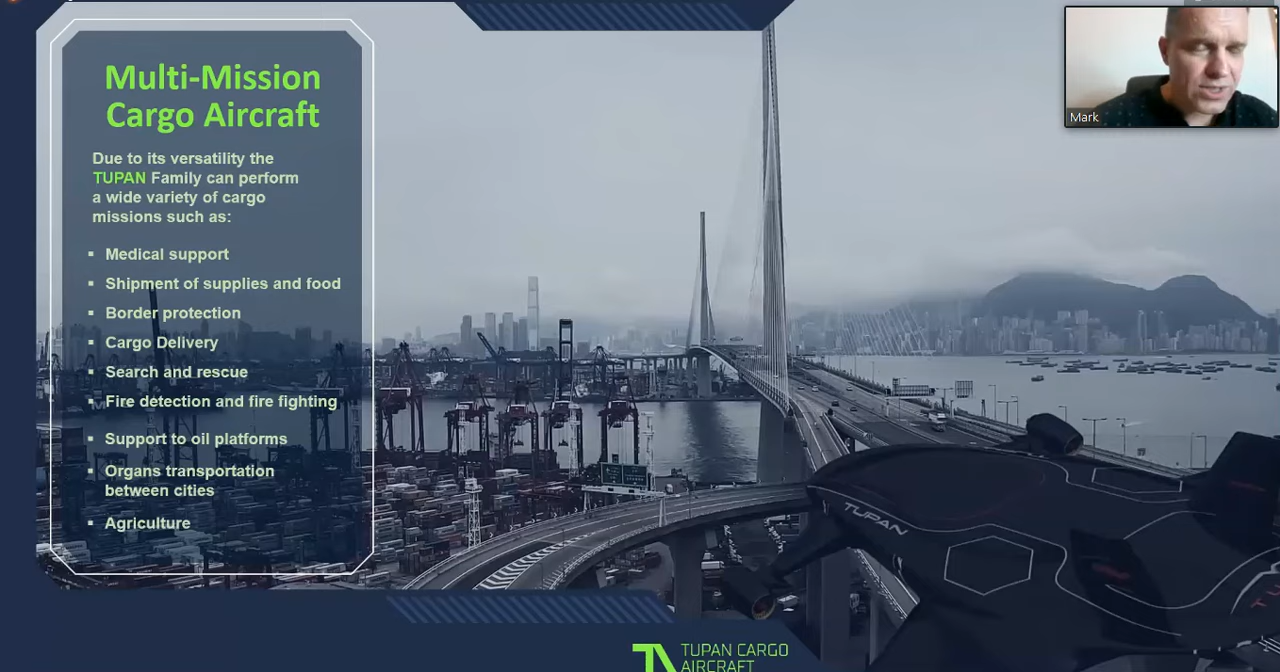 Multi-Mission
Cargo Aircraft
Due to its versatility the
TUPAN Family can perform
a wide variety of cargo
missions such as:
▪ Medical support
▪ Shipment of supplies and food
▪ Border protection
▪ Cargo Delivery
▪ Search and rescue
▪ Fire detection and fire fighting
▪ Support to oil platforms
▪ Organs transportation
between cities
▪ Agriculture
Mark
TUPAN
TUPAN CARGO
AIRCRAFT